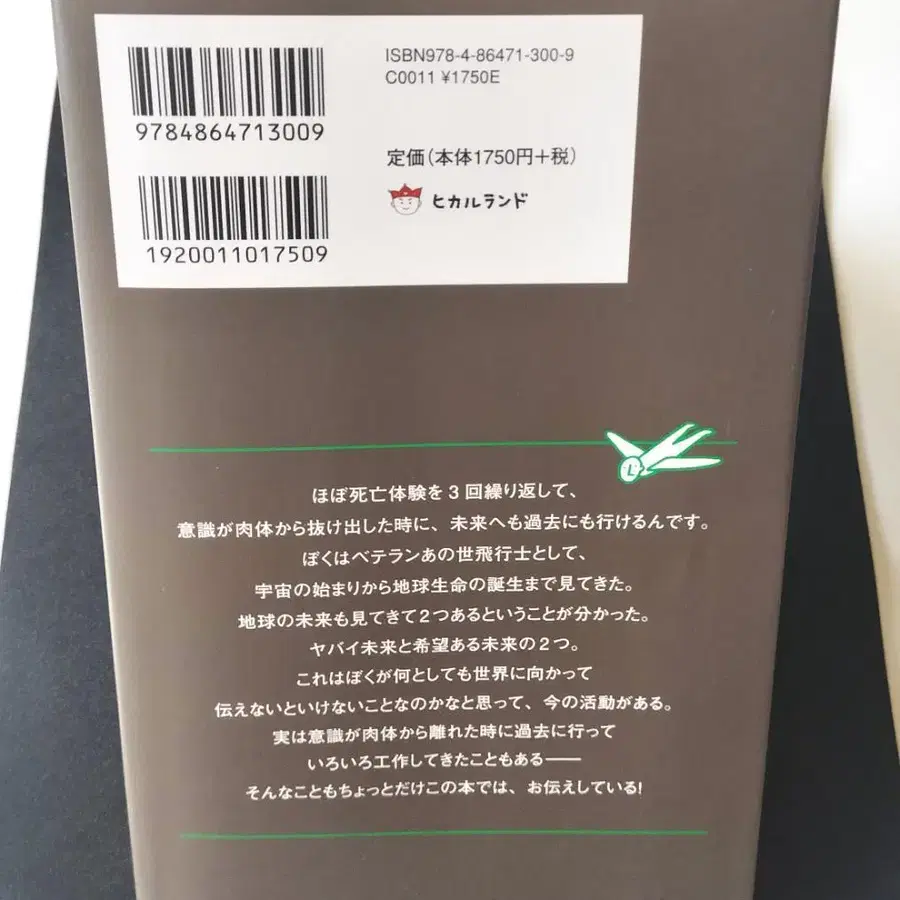 ISBN978-4-86471-300-9
C0011 ¥1750E
9784864713009
定価(本体1750円+税)
ヒカルランド
1920011017509
ほぼ死亡体験を3回繰り返して、
意識が肉体から抜け出した時に、未来へも過去にも行けるんです。
ぼくはベテランあの世飛行士として、
宇宙の始まりから地球生命の誕生まで見てきた。
地球の未来も見てきて2つあるということが分かった。
ヤバイ未来と希望ある未来の2つ。
これはぼくが何としても世界に向かって
伝えないといけないことなのかなと思って、今の活動がある。
実は意識が肉体から離れた時に過去に行って
いろいろ工作してきたこともある——
そんなこともちょっとだけこの本では、お伝えしている!